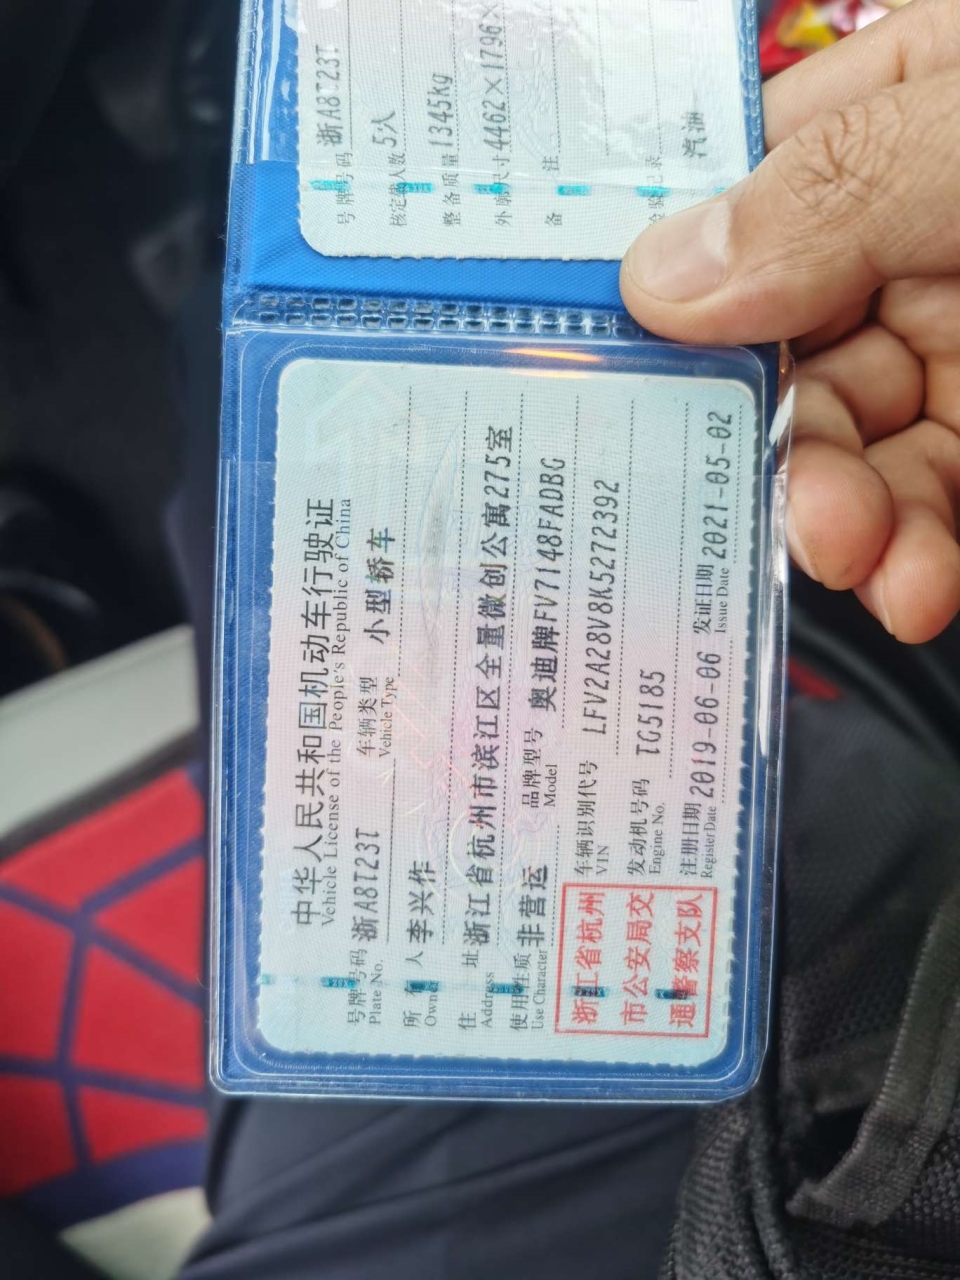 号牌号码 浙A8T23T
核定载人数 5人
整备质量 1345kg
外廓尺寸 4462×1796×
备 注
检验记录
汽油
中华人民共和国机动车行驶证
Vehicle License of the People's Republic of China
号牌号码 浙A8T23T 车辆类型 小型轿车
Plate No. Vehicle Type
所有人 李兴作
Owner
住 址 浙江省杭州市滨江区全量微创公寓275室
Address
使用性质 非营运 品牌型号 奥迪牌FV7148FADBG
Use Character Model
浙江省杭州
市公安局交
通警察支队
车辆识别代号 LFV2A28V8K5272392
VIN
发动机号码 TG5185
Engine No.
注册日期 2019-06-06 发证日期 2021-05-02
Register Date Issue Date